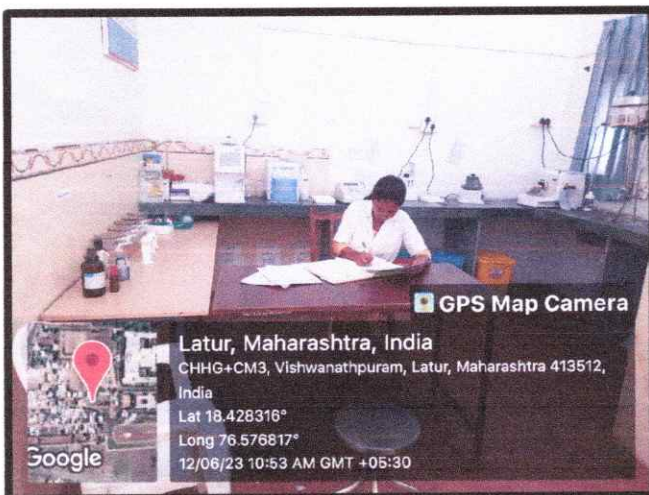 GPS Map Camera
Latur, Maharashtra, India
CHHG+CM3, Vishwanathpuram, Latur, Maharashtra 413512,
India
Lat 18.428316°
Long 76.576817°
12/06/23 10:53 AM GMT +05:30
Google